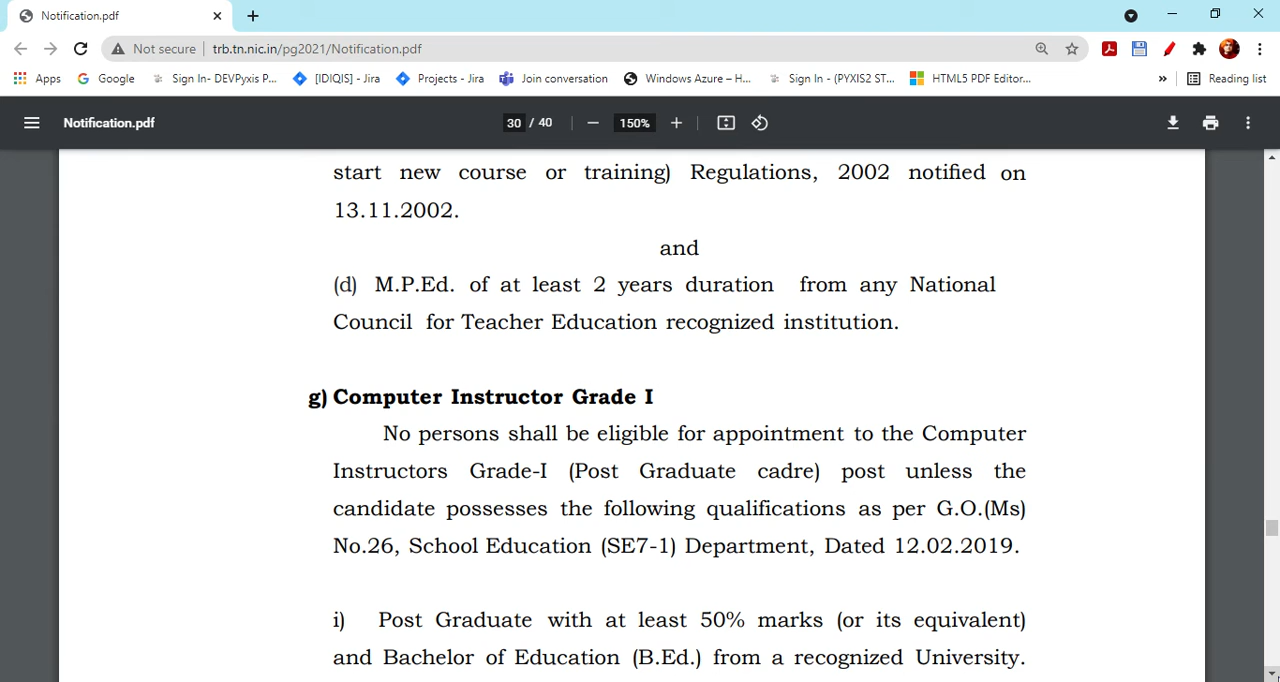 Notification.pdf
Not secure | trb.tn.nic.in/pg2021/Notification.pdf
Apps Google Sign In- DEVPyxis P... [IDIQIS] - Jira Projects - Jira Join conversation Windows Azure – H... Sign In - (PYXIS2 ST... HTML5 PDF Editor... » Reading list
Notification.pdf 30 / 40 150%
start new course or training) Regulations, 2002 notified on
13.11.2002.
and
(d) M.P.Ed. of at least 2 years duration from any National
Council for Teacher Education recognized institution.
g) Computer Instructor Grade I
No persons shall be eligible for appointment to the Computer
Instructors Grade-I (Post Graduate cadre) post unless the
candidate possesses the following qualifications as per G.O.(Ms)
No.26, School Education (SE7-1) Department, Dated 12.02.2019.
i) Post Graduate with at least 50% marks (or its equivalent)
and Bachelor of Education (B.Ed.) from a recognized University.